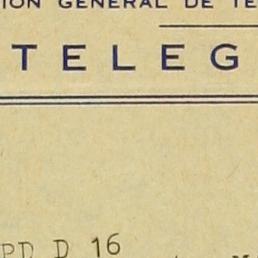 ION GENERAL DE TE
TELEG
PD D 16